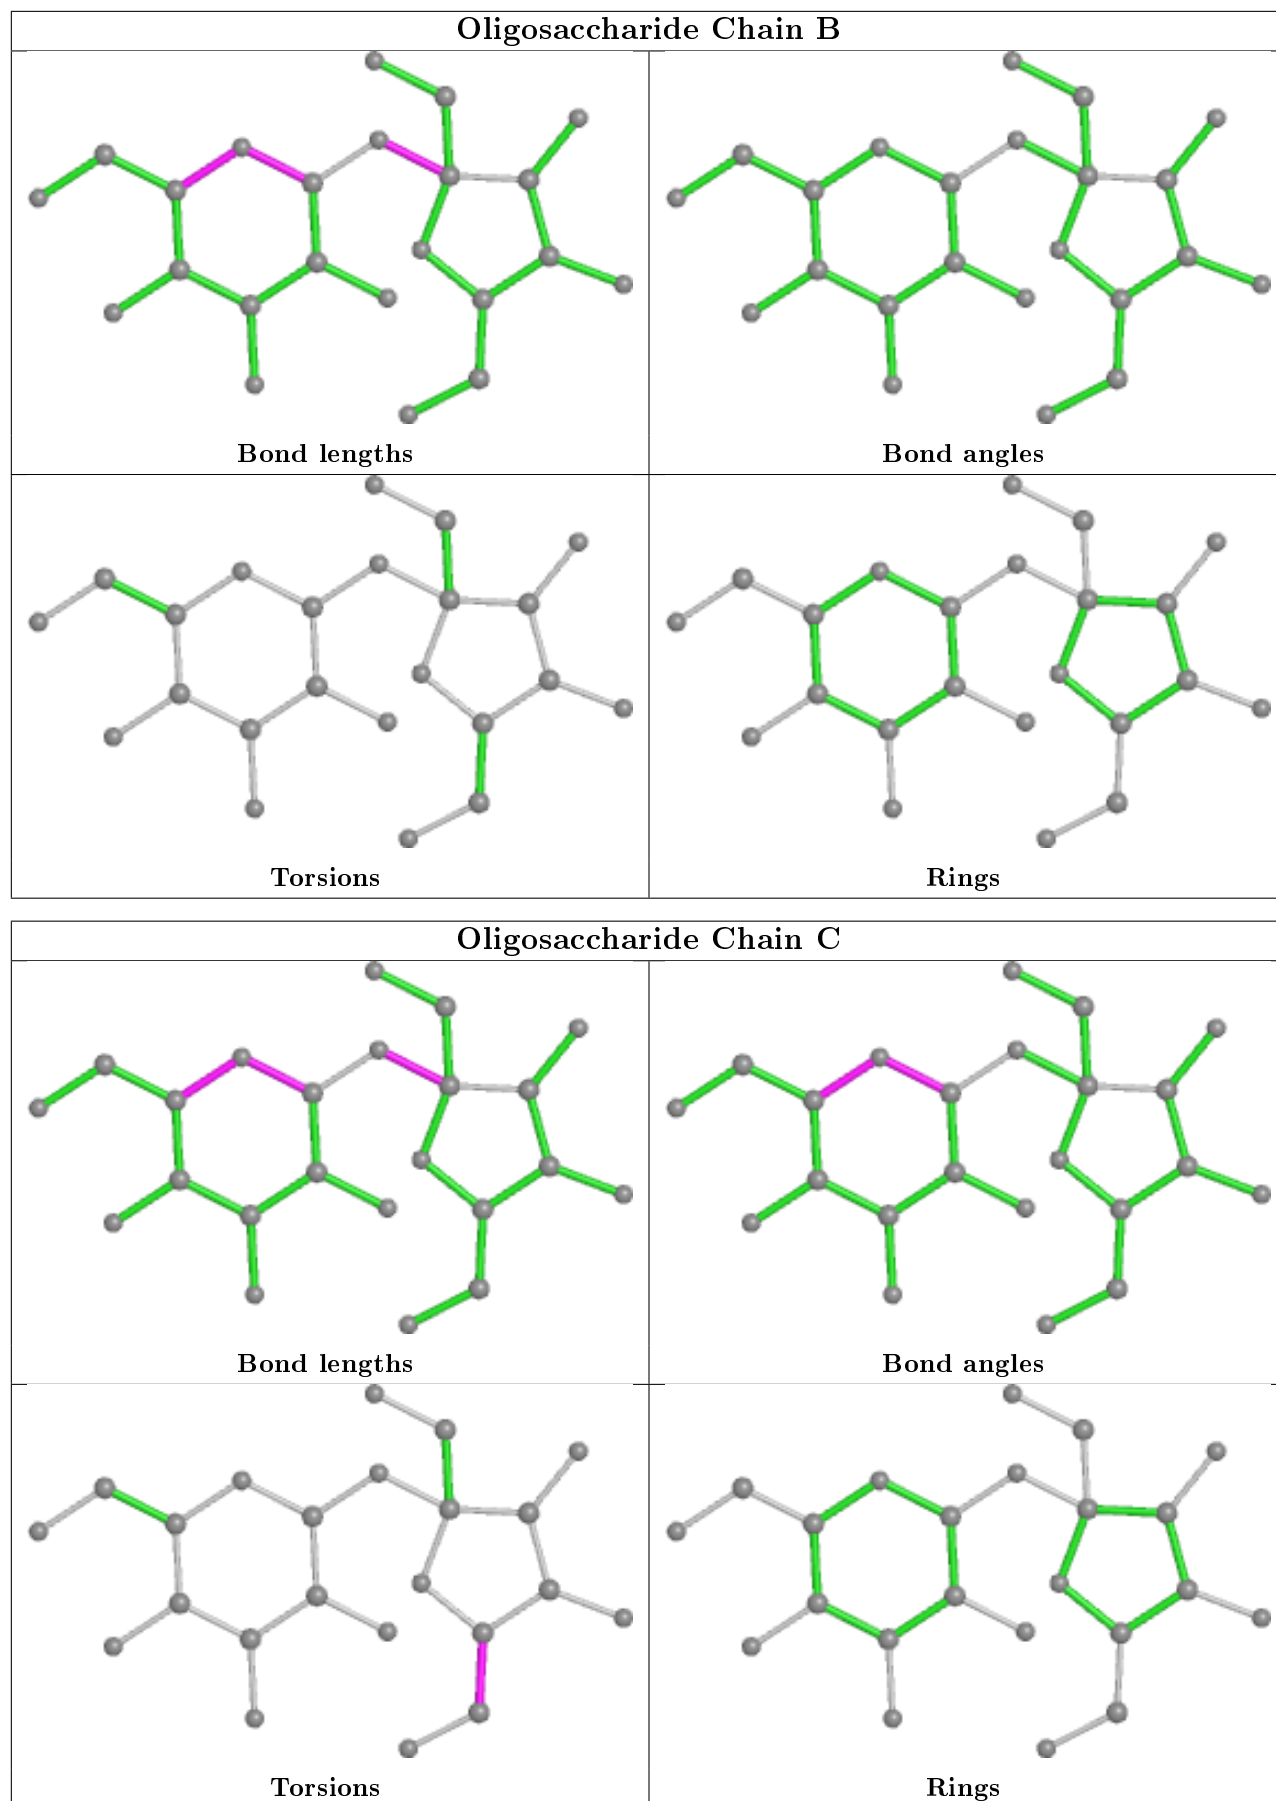 Oligosaccharide Chain B
Bond lengths
Bond angles
Torsions
Rings
Oligosaccharide Chain C
Bond lengths
Bond angles
Torsions
Rings